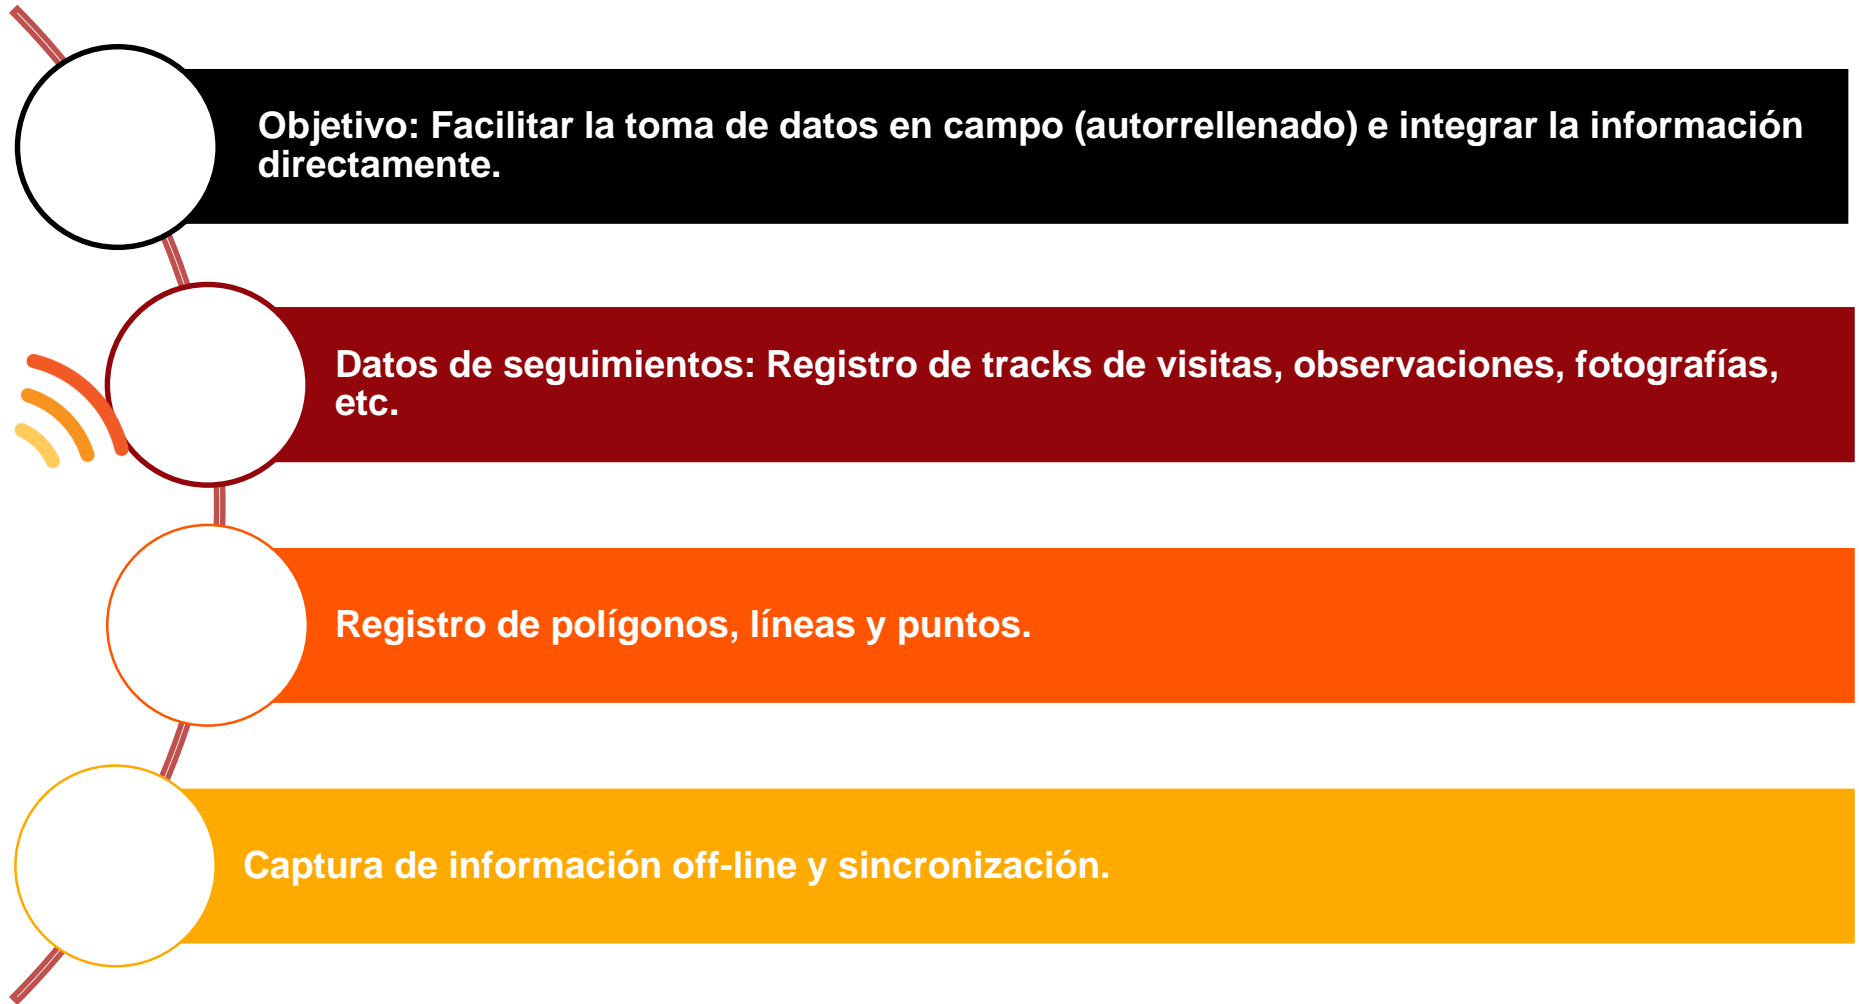 Objetivo: Facilitar la toma de datos en campo (autorrellenado) e integrar la información
directamente.
Datos de seguimientos: Registro de tracks de visitas, observaciones, fotografías,
etc.
Registro de polígonos, líneas y puntos.
Captura de información off-line y sincronización.